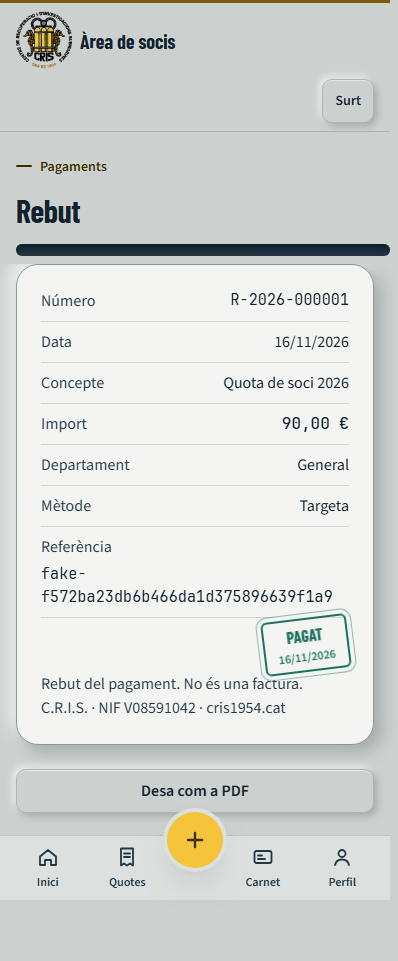 CRIS
Àrea de socis
Surt
Pagaments
Rebut
Número R-2026-000001
Data 16/11/2026
Concepte Quota de soci 2026
Import 90,00 €
Departament General
Mètode Targeta
Referència
fake-
f572ba23db6b466da1d375896639f1a9
PAGAT
16/11/2026
Rebut del pagament. No és una factura.
C.R.I.S. · NIF V08591042 · cris1954.cat
Desa com a PDF
+
Inici Quotes Carnet Perfil